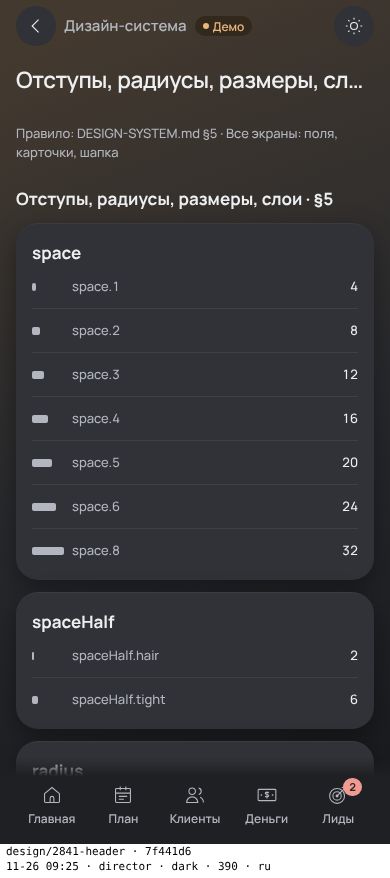 Дизайн-система
Демо
Отступы, радиусы, размеры, сл...
Правило: DESIGN-SYSTEM.md §5 · Все экраны: поля,
карточки, шапка
Отступы, радиусы, размеры, слои · §5
space
space.1 4
space.2 8
space.3 12
space.4 16
space.5 20
space.6 24
space.8 32
spaceHalf
spaceHalf.hair 2
spaceHalf.tight 6
radius
2
Главная План Клиенты Деньги Лиды
design/2841-header · 7f441d6
11-26 09:25 · director · dark · 390 · ru